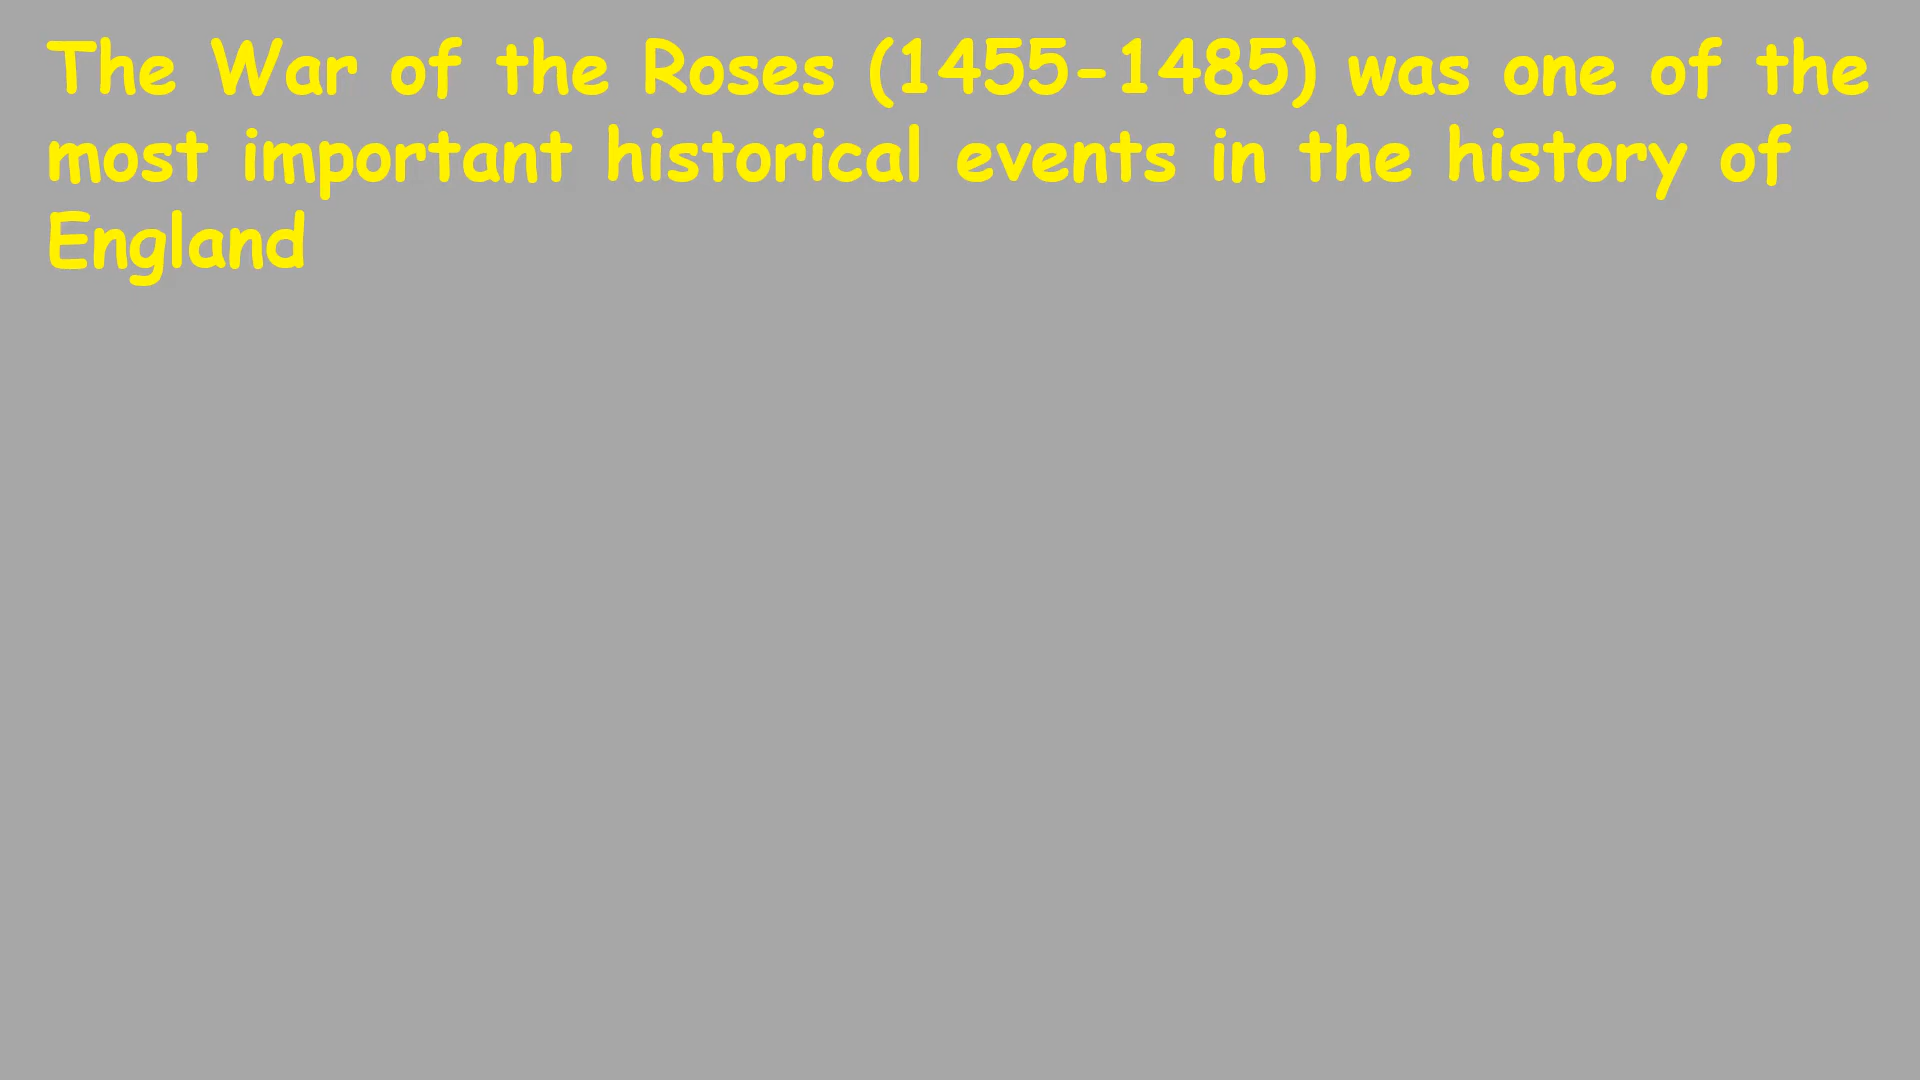 The War of the Roses (1455-1485) was one of the
most important historical events in the history of
England